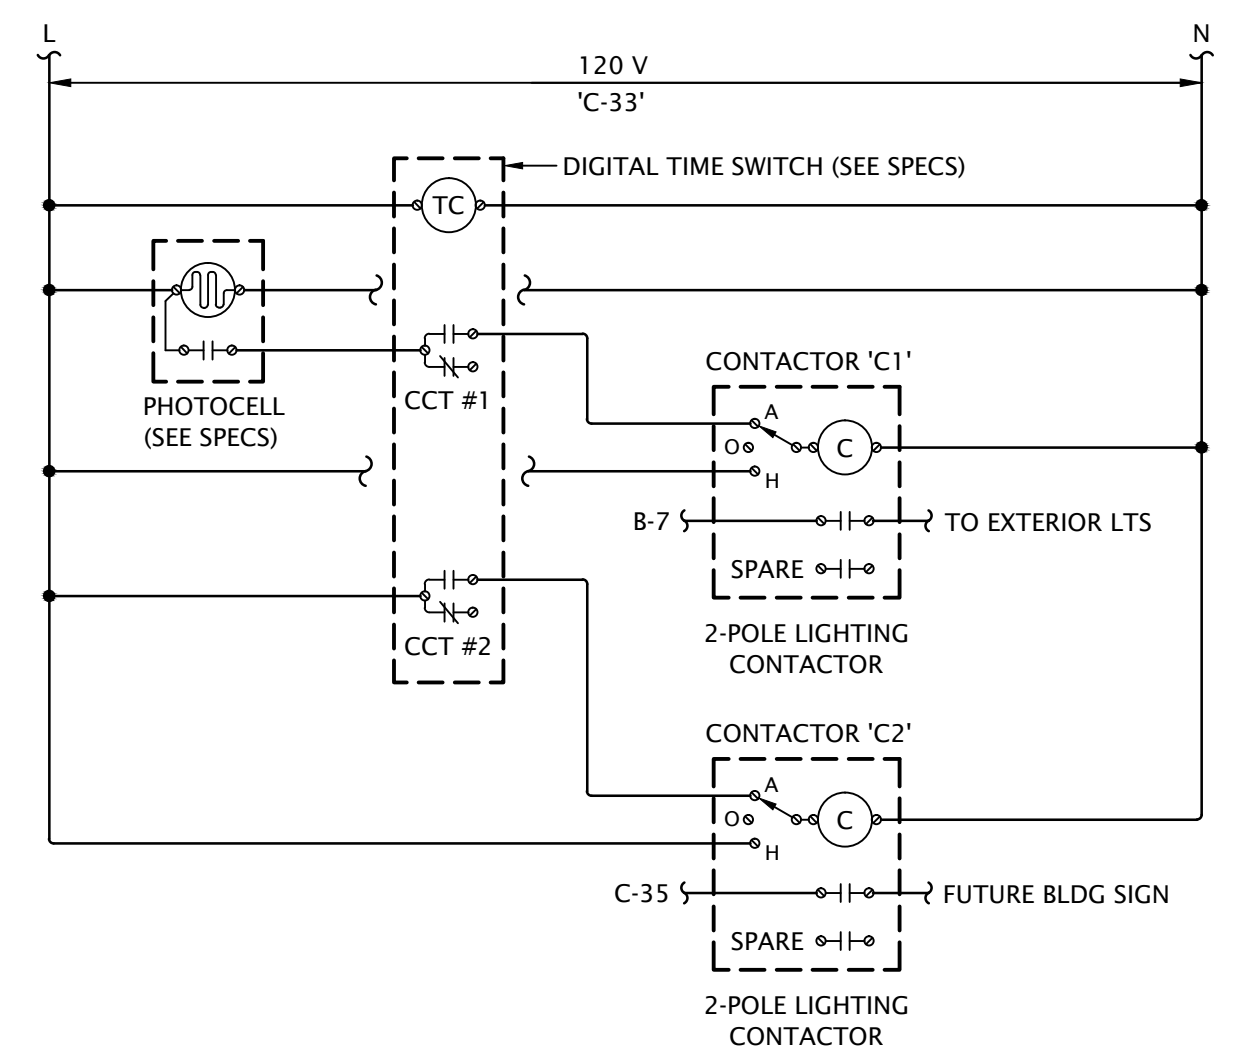 L
N
120 V
'C-33'
DIGITAL TIME SWITCH (SEE SPECS)
TC
PHOTOCELL
(SEE SPECS)
CCT #1
CONTACTOR 'C1'
A
O
C
H
B-7
TO EXTERIOR LTS
SPARE
2-POLE LIGHTING
CONTACTOR
CCT #2
CONTACTOR 'C2'
A
O
C
H
C-35
FUTURE BLDG SIGN
SPARE
2-POLE LIGHTING
CONTACTOR